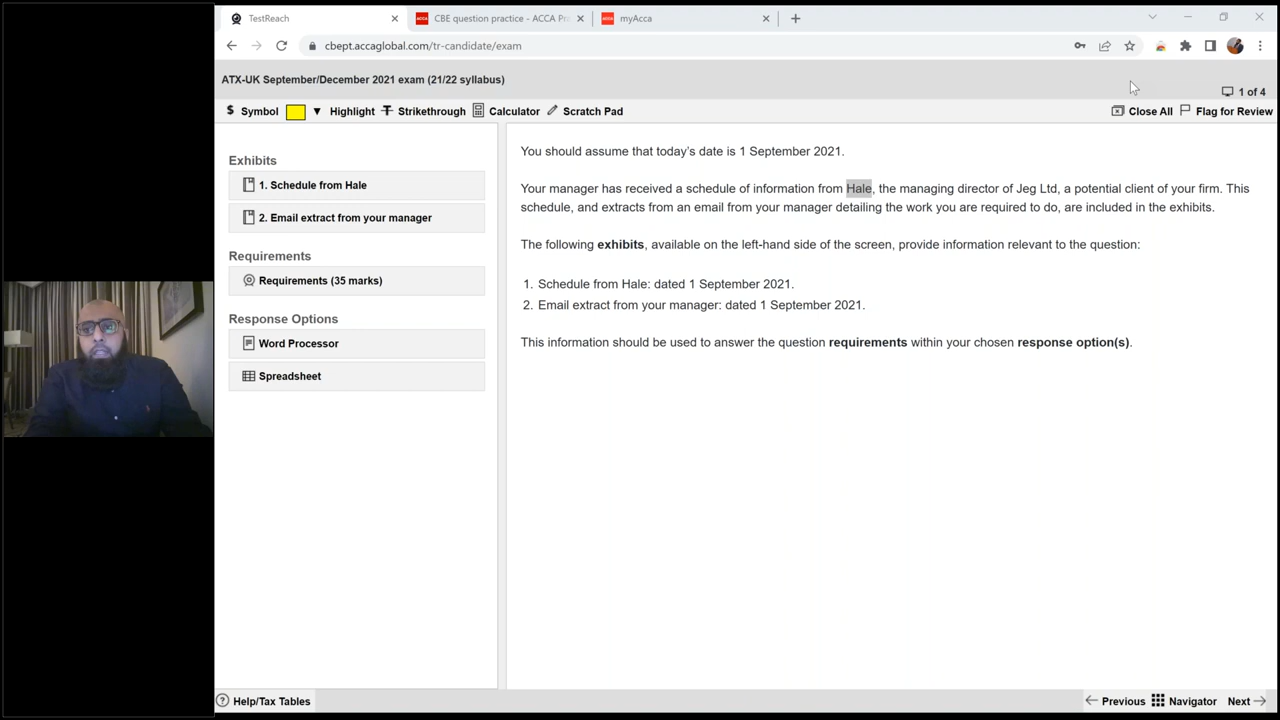 TestReach
CBE question practice - ACCA Pr
myAcca
cbept.accaglobal.com/tr-candidate/exam
ATX-UK September/December 2021 exam (21/22 syllabus)
1 of 4
$ Symbol Highlight Strikethrough Calculator Scratch Pad Close All Flag for Review
Exhibits
1. Schedule from Hale
2. Email extract from your manager
Requirements
Requirements (35 marks)
Response Options
Word Processor
Spreadsheet
You should assume that today's date is 1 September 2021.
Your manager has received a schedule of information from Hale, the managing director of Jeg Ltd, a potential client of your firm. This
schedule, and extracts from an email from your manager detailing the work you are required to do, are included in the exhibits.
The following exhibits, available on the left-hand side of the screen, provide information relevant to the question:
1. Schedule from Hale: dated 1 September 2021.
2. Email extract from your manager: dated 1 September 2021.
This information should be used to answer the question requirements within your chosen response option(s).
? Help/Tax Tables
Previous Navigator Next